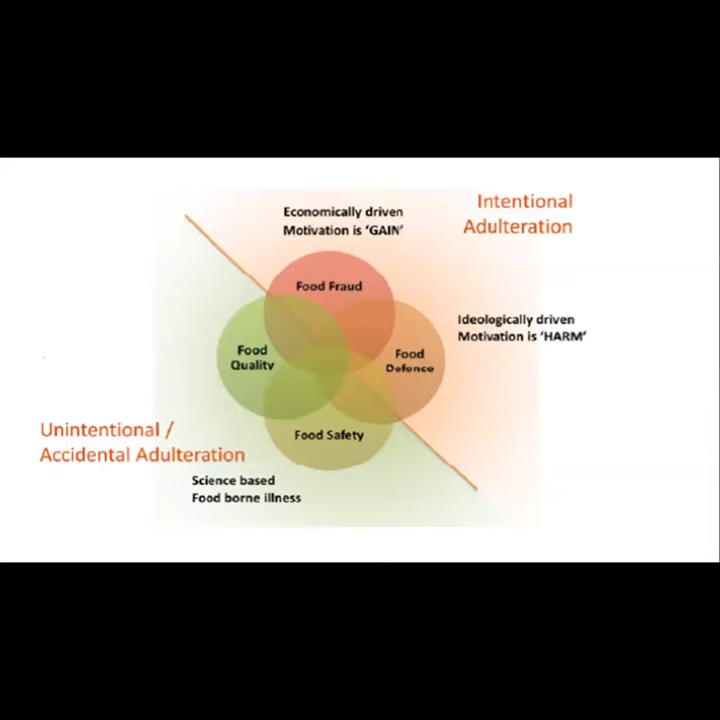 Intentional
Adulteration
Economically driven
Motivation is ‘GAIN’
Food Fraud
Ideologically driven
Motivation is ‘HARM’
Food
Quality
Food
Defence
Unintentional /
Accidental Adulteration
Food Safety
Science based
Food borne illness